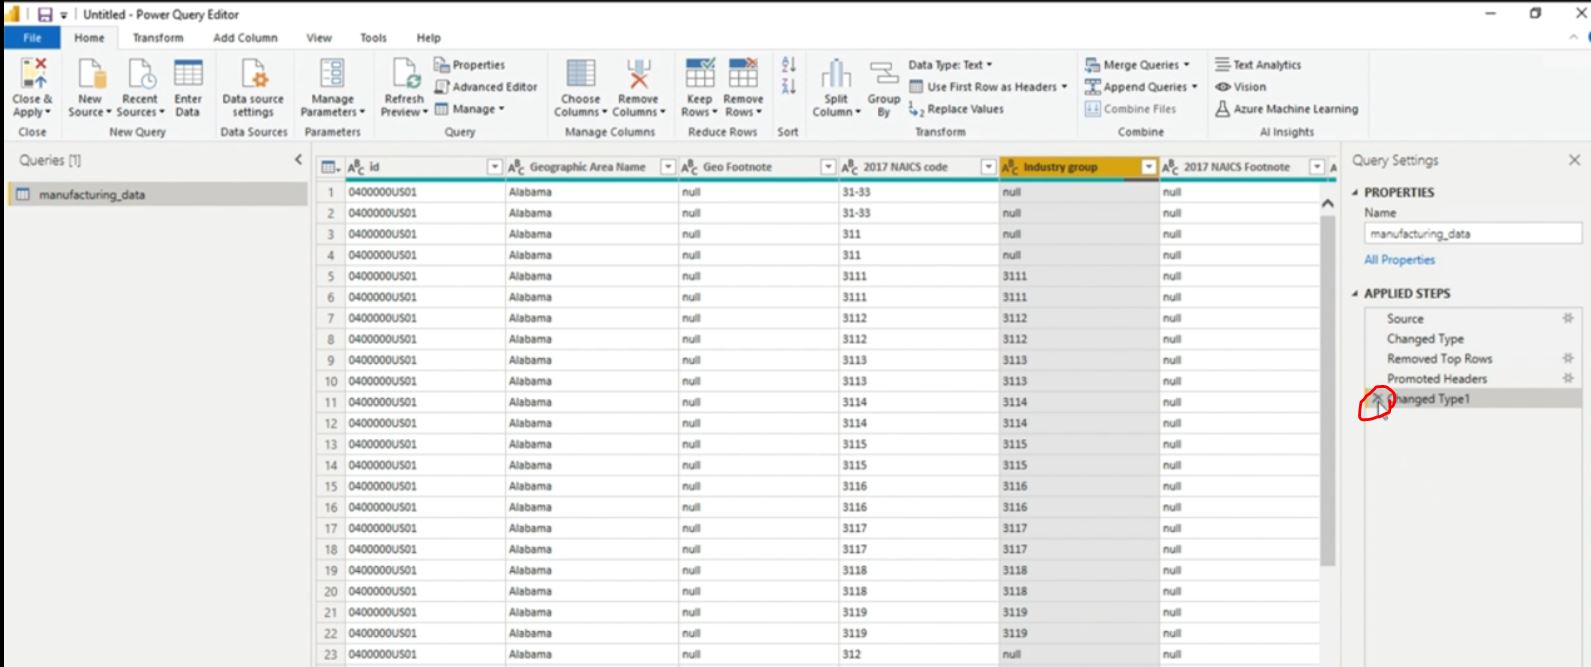 Untitled - Power Query Editor
File Home Transform Add Column View Tools Help
Close & Apply
New Source
Recent Sources
Enter Data
Data source settings
Manage Parameters
Refresh Preview
Properties
Advanced Editor
Manage
Choose Columns
Remove Columns
Keep Rows
Remove Rows
Split Column
Group By
Data Type: Text
Use First Row as Headers
Replace Values
Merge Queries
Append Queries
Combine Files
Text Analytics
Vision
Azure Machine Learning
Close New Query Data Sources Parameters Query Manage Columns Reduce Rows Sort Transform Combine AI Insights
Queries [1]
manufacturing_data
ABC id ABC Geographic Area Name ABC Geo Footnote ABC 2017 NAICS code ABC Industry group ABC 2017 NAICS Footnote A
1 0400000US01 Alabama null 31-33 null null
2 0400000US01 Alabama null 31-33 null null
3 0400000US01 Alabama null 311 null null
4 0400000US01 Alabama null 311 null null
5 0400000US01 Alabama null 3111 3111 null
6 0400000US01 Alabama null 3111 3111 null
7 0400000US01 Alabama null 3112 3112 null
8 0400000US01 Alabama null 3112 3112 null
9 0400000US01 Alabama null 3113 3113 null
10 0400000US01 Alabama null 3113 3113 null
11 0400000US01 Alabama null 3114 3114 null
12 0400000US01 Alabama null 3114 3114 null
13 0400000US01 Alabama null 3115 3115 null
14 0400000US01 Alabama null 3115 3115 null
15 0400000US01 Alabama null 3116 3116 null
16 0400000US01 Alabama null 3116 3116 null
17 0400000US01 Alabama null 3117 3117 null
18 0400000US01 Alabama null 3117 3117 null
19 0400000US01 Alabama null 3118 3118 null
20 0400000US01 Alabama null 3118 3118 null
21 0400000US01 Alabama null 3119 3119 null
22 0400000US01 Alabama null 3119 3119 null
23 0400000US01 Alabama null 312 null null
Query Settings
PROPERTIES
Name
manufacturing_data
All Properties
APPLIED STEPS
Source
Changed Type
Removed Top Rows
Promoted Headers
Changed Type1